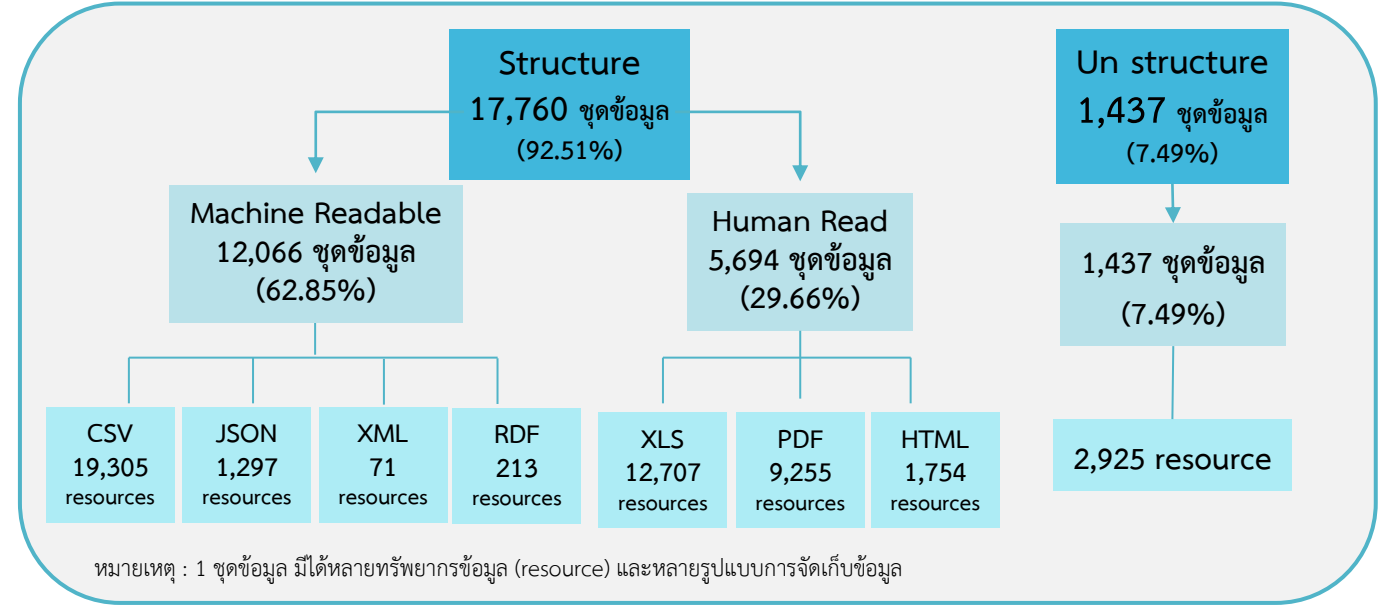 Structure
17,760 ชุดข้อมูล
(92.51%)
Un structure
1,437 ชุดข้อมูล
(7.49%)
Machine Readable
12,066 ชุดข้อมูล
(62.85%)
Human Read
5,694 ชุดข้อมูล
(29.66%)
1,437 ชุดข้อมูล
(7.49%)
CSV
19,305
resources
JSON
1,297
resources
XML
71
resources
RDF
213
resources
XLS
12,707
resources
PDF
9,255
resources
HTML
1,754
resources
2,925 resource
หมายเหตุ : 1 ชุดข้อมูล มีได้หลายทรัพยากรข้อมูล (resource) และหลายรูปแบบการจัดเก็บข้อมูล